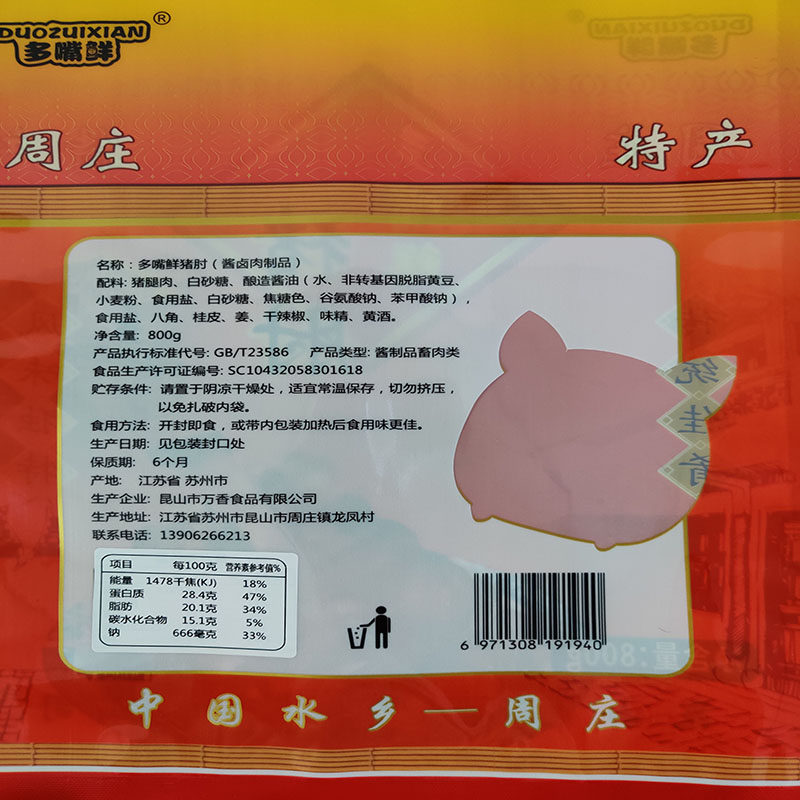 DUOZUIXIAN®
多嘴鲜
周庄 特产
名称：多嘴鲜猪肘（酱卤肉制品）
配料: 猪腿肉、白砂糖、酿造酱油（水、非转基因脱脂黄豆、
小麦粉、食用盐、白砂糖、焦糖色、谷氨酸钠、苯甲酸钠），
食用盐、八角、桂皮、姜、干辣椒、味精、黄酒。
净含量: 800g
产品执行标准代号: GB/T23586 产品类型: 酱制品畜肉类
食品生产许可证编号: SC10432058301618
贮存条件: 请置于阴凉干燥处，适宜常温保存，切勿挤压，
以免扎破内袋。
食用方法: 开封即食，或带内包装加热后食用味更佳。
生产日期: 见包装封口处
保质期: 6个月
产地: 江苏省 苏州市
生产企业: 昆山市万香食品有限公司
生产地址: 江苏省苏州市昆山市周庄镇龙凤村
联系电话: 13906266213
项目 每100克 营养素参考值%
能量 1478千焦(KJ) 18%
蛋白质 28.4克 47%
脂肪 20.1克 34%
碳水化合物 15.1克 5%
钠 666毫克 33%
6 971308 191940
统生肴
中国水乡—周庄